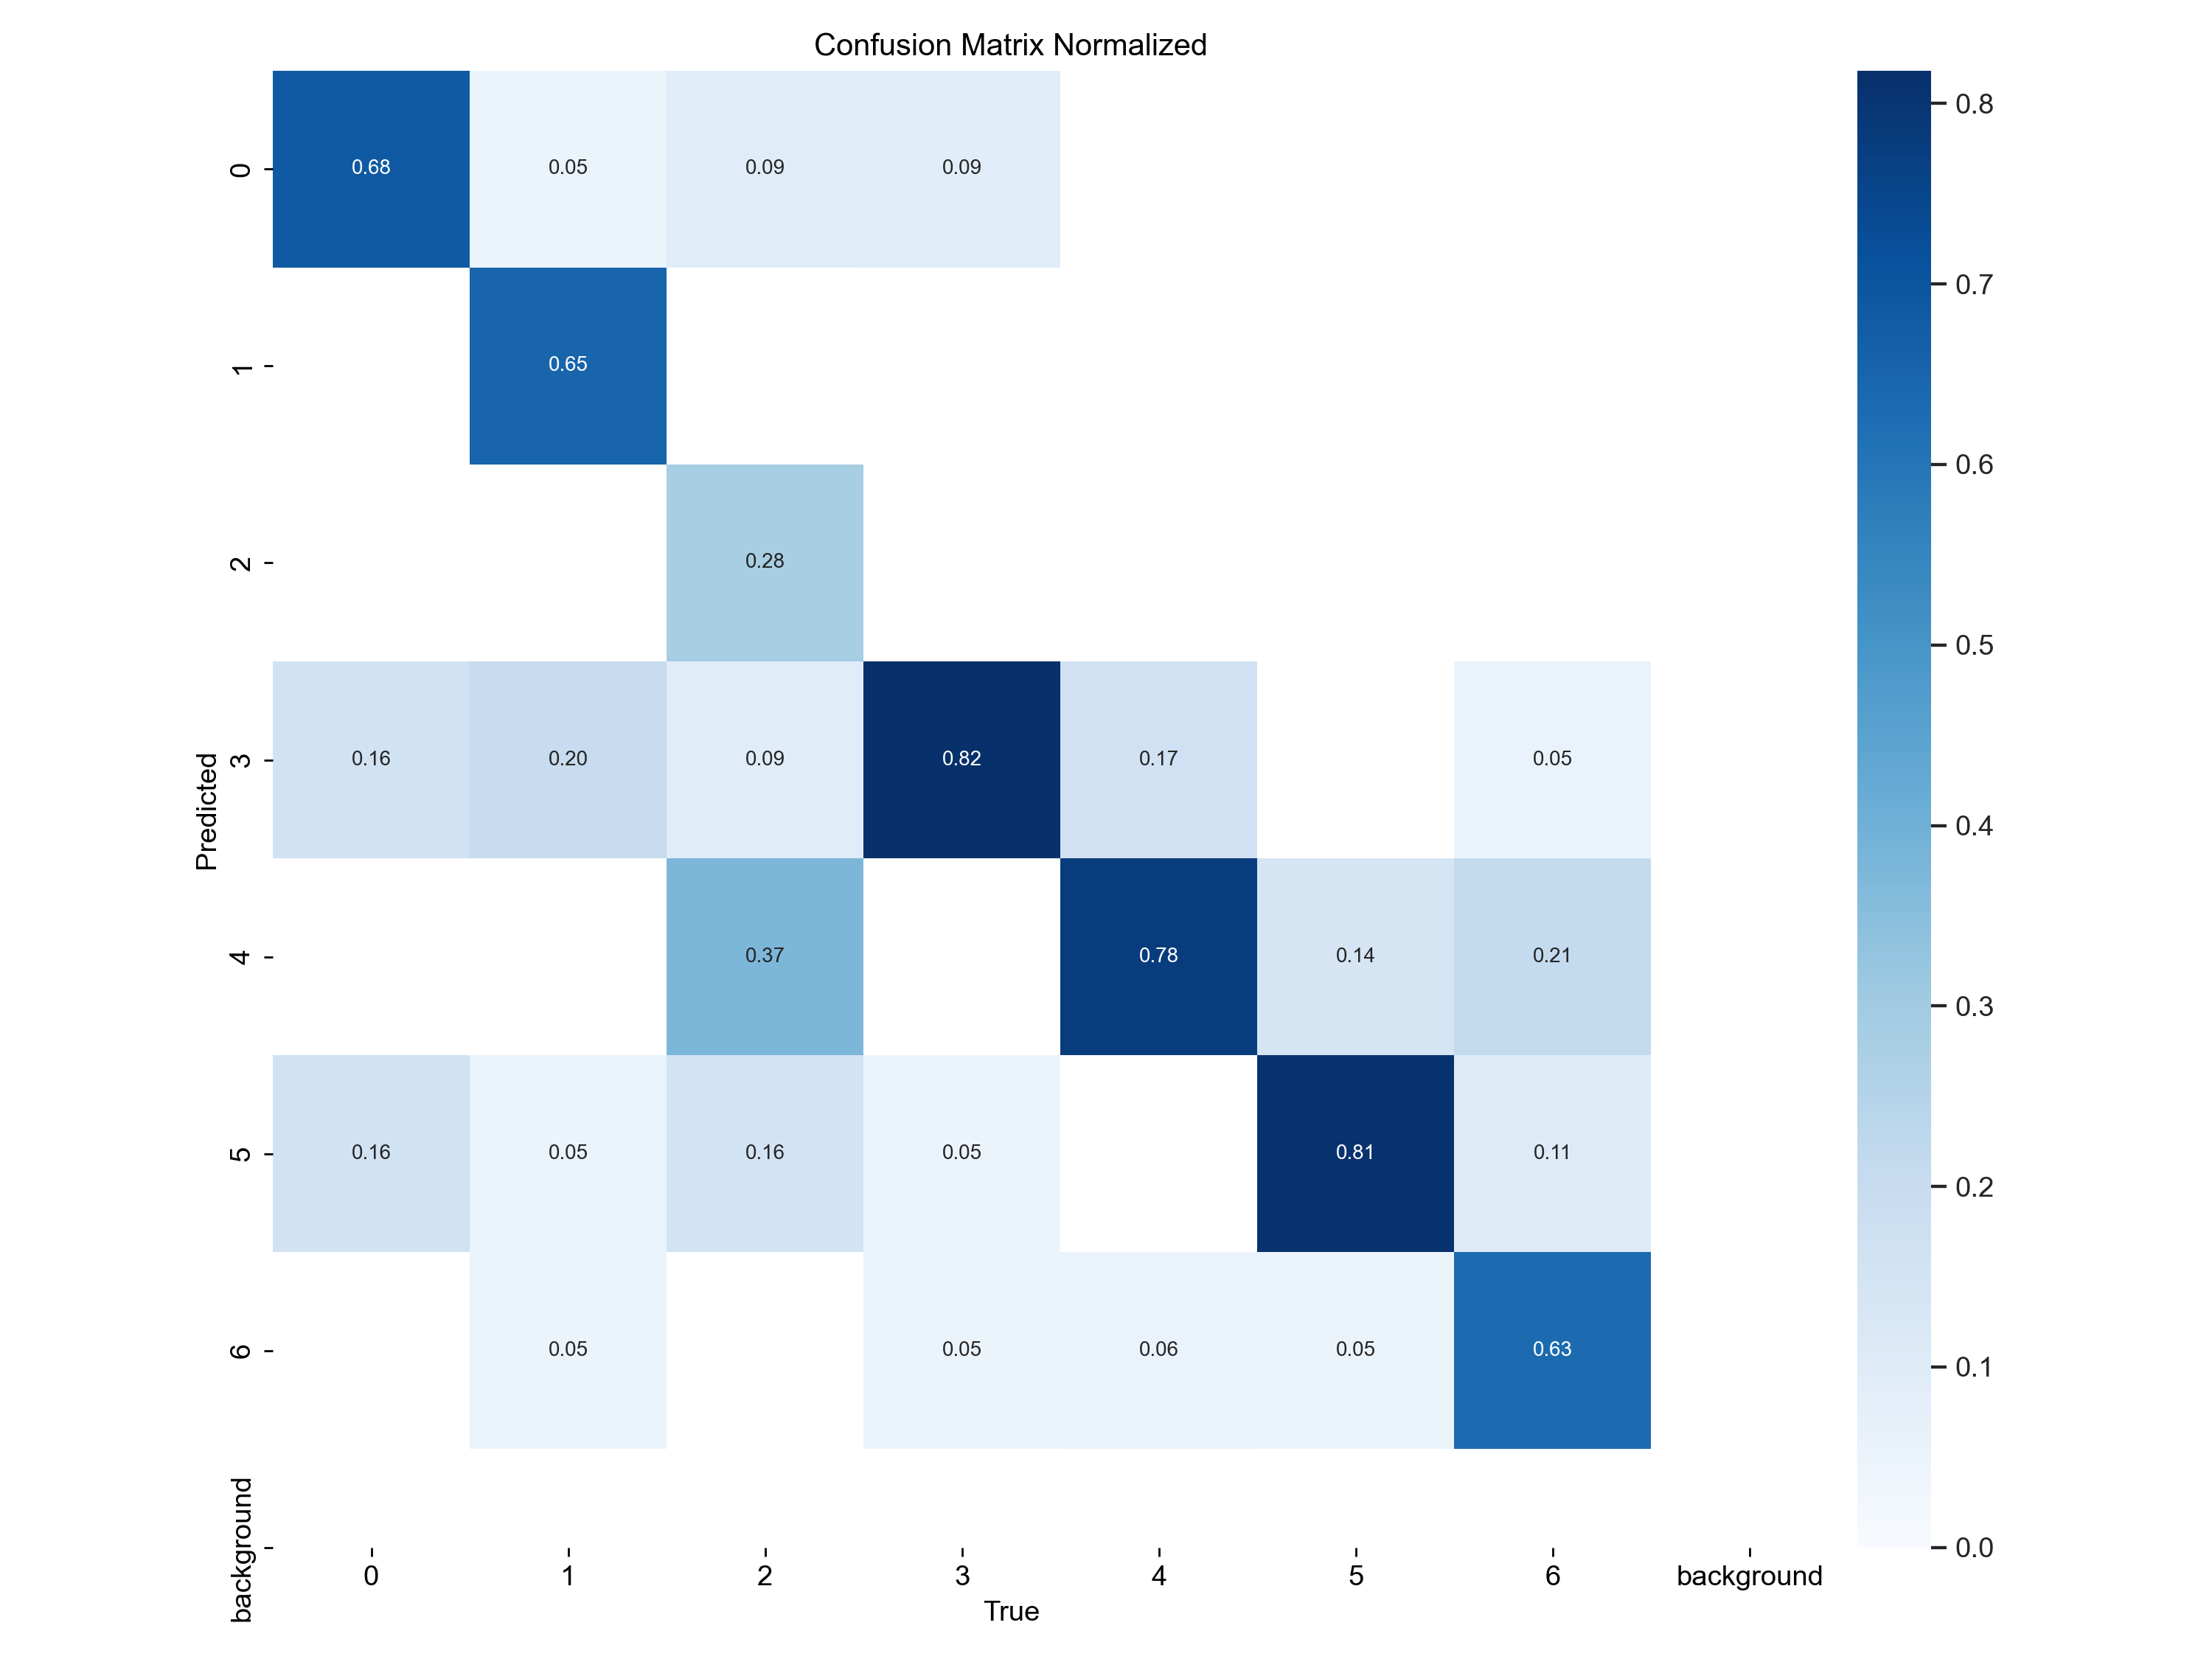 Confusion Matrix Normalized
0 0.68 0.05 0.09 0.09
1 0.65
2 0.28
3 0.16 0.20 0.09 0.82 0.17 0.05
4 0.37 0.78 0.14 0.21
5 0.16 0.05 0.16 0.05 0.81 0.11
6 0.05 0.05 0.06 0.05 0.63
background
Predicted
0 1 2 3 4 5 6 background
True
0.8
0.7
0.6
0.5
0.4
0.3
0.2
0.1
0.0